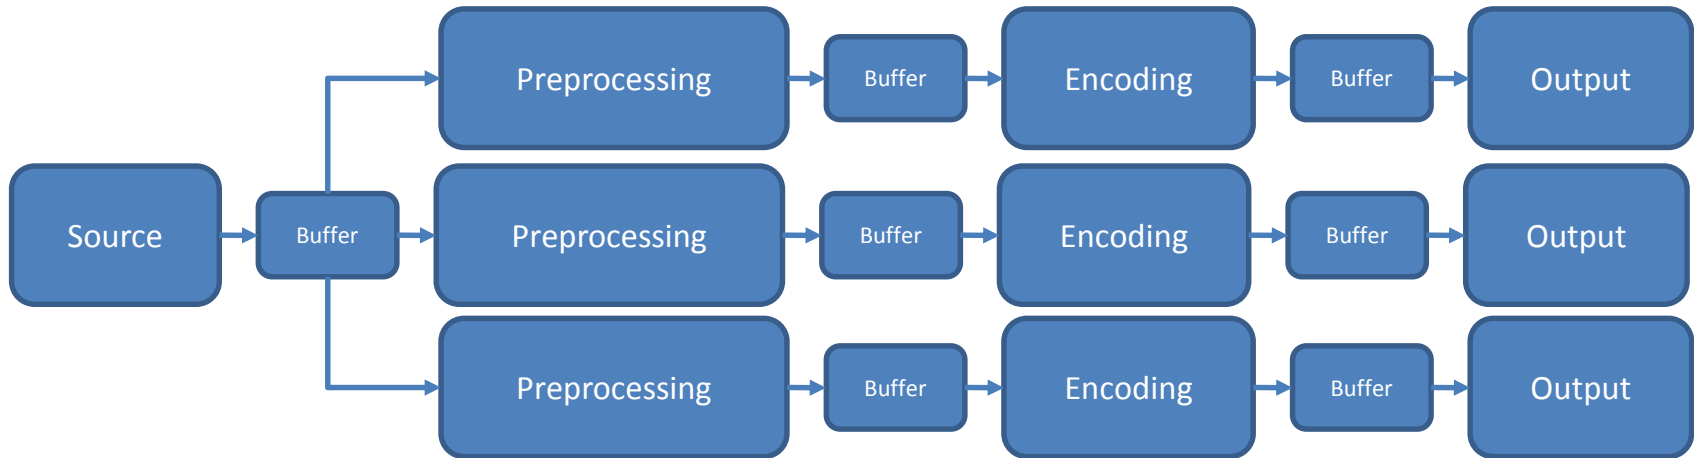 Preprocessing
Buffer
Encoding
Buffer
Output
Source
Buffer
Preprocessing
Buffer
Encoding
Buffer
Output
Preprocessing
Buffer
Encoding
Buffer
Output